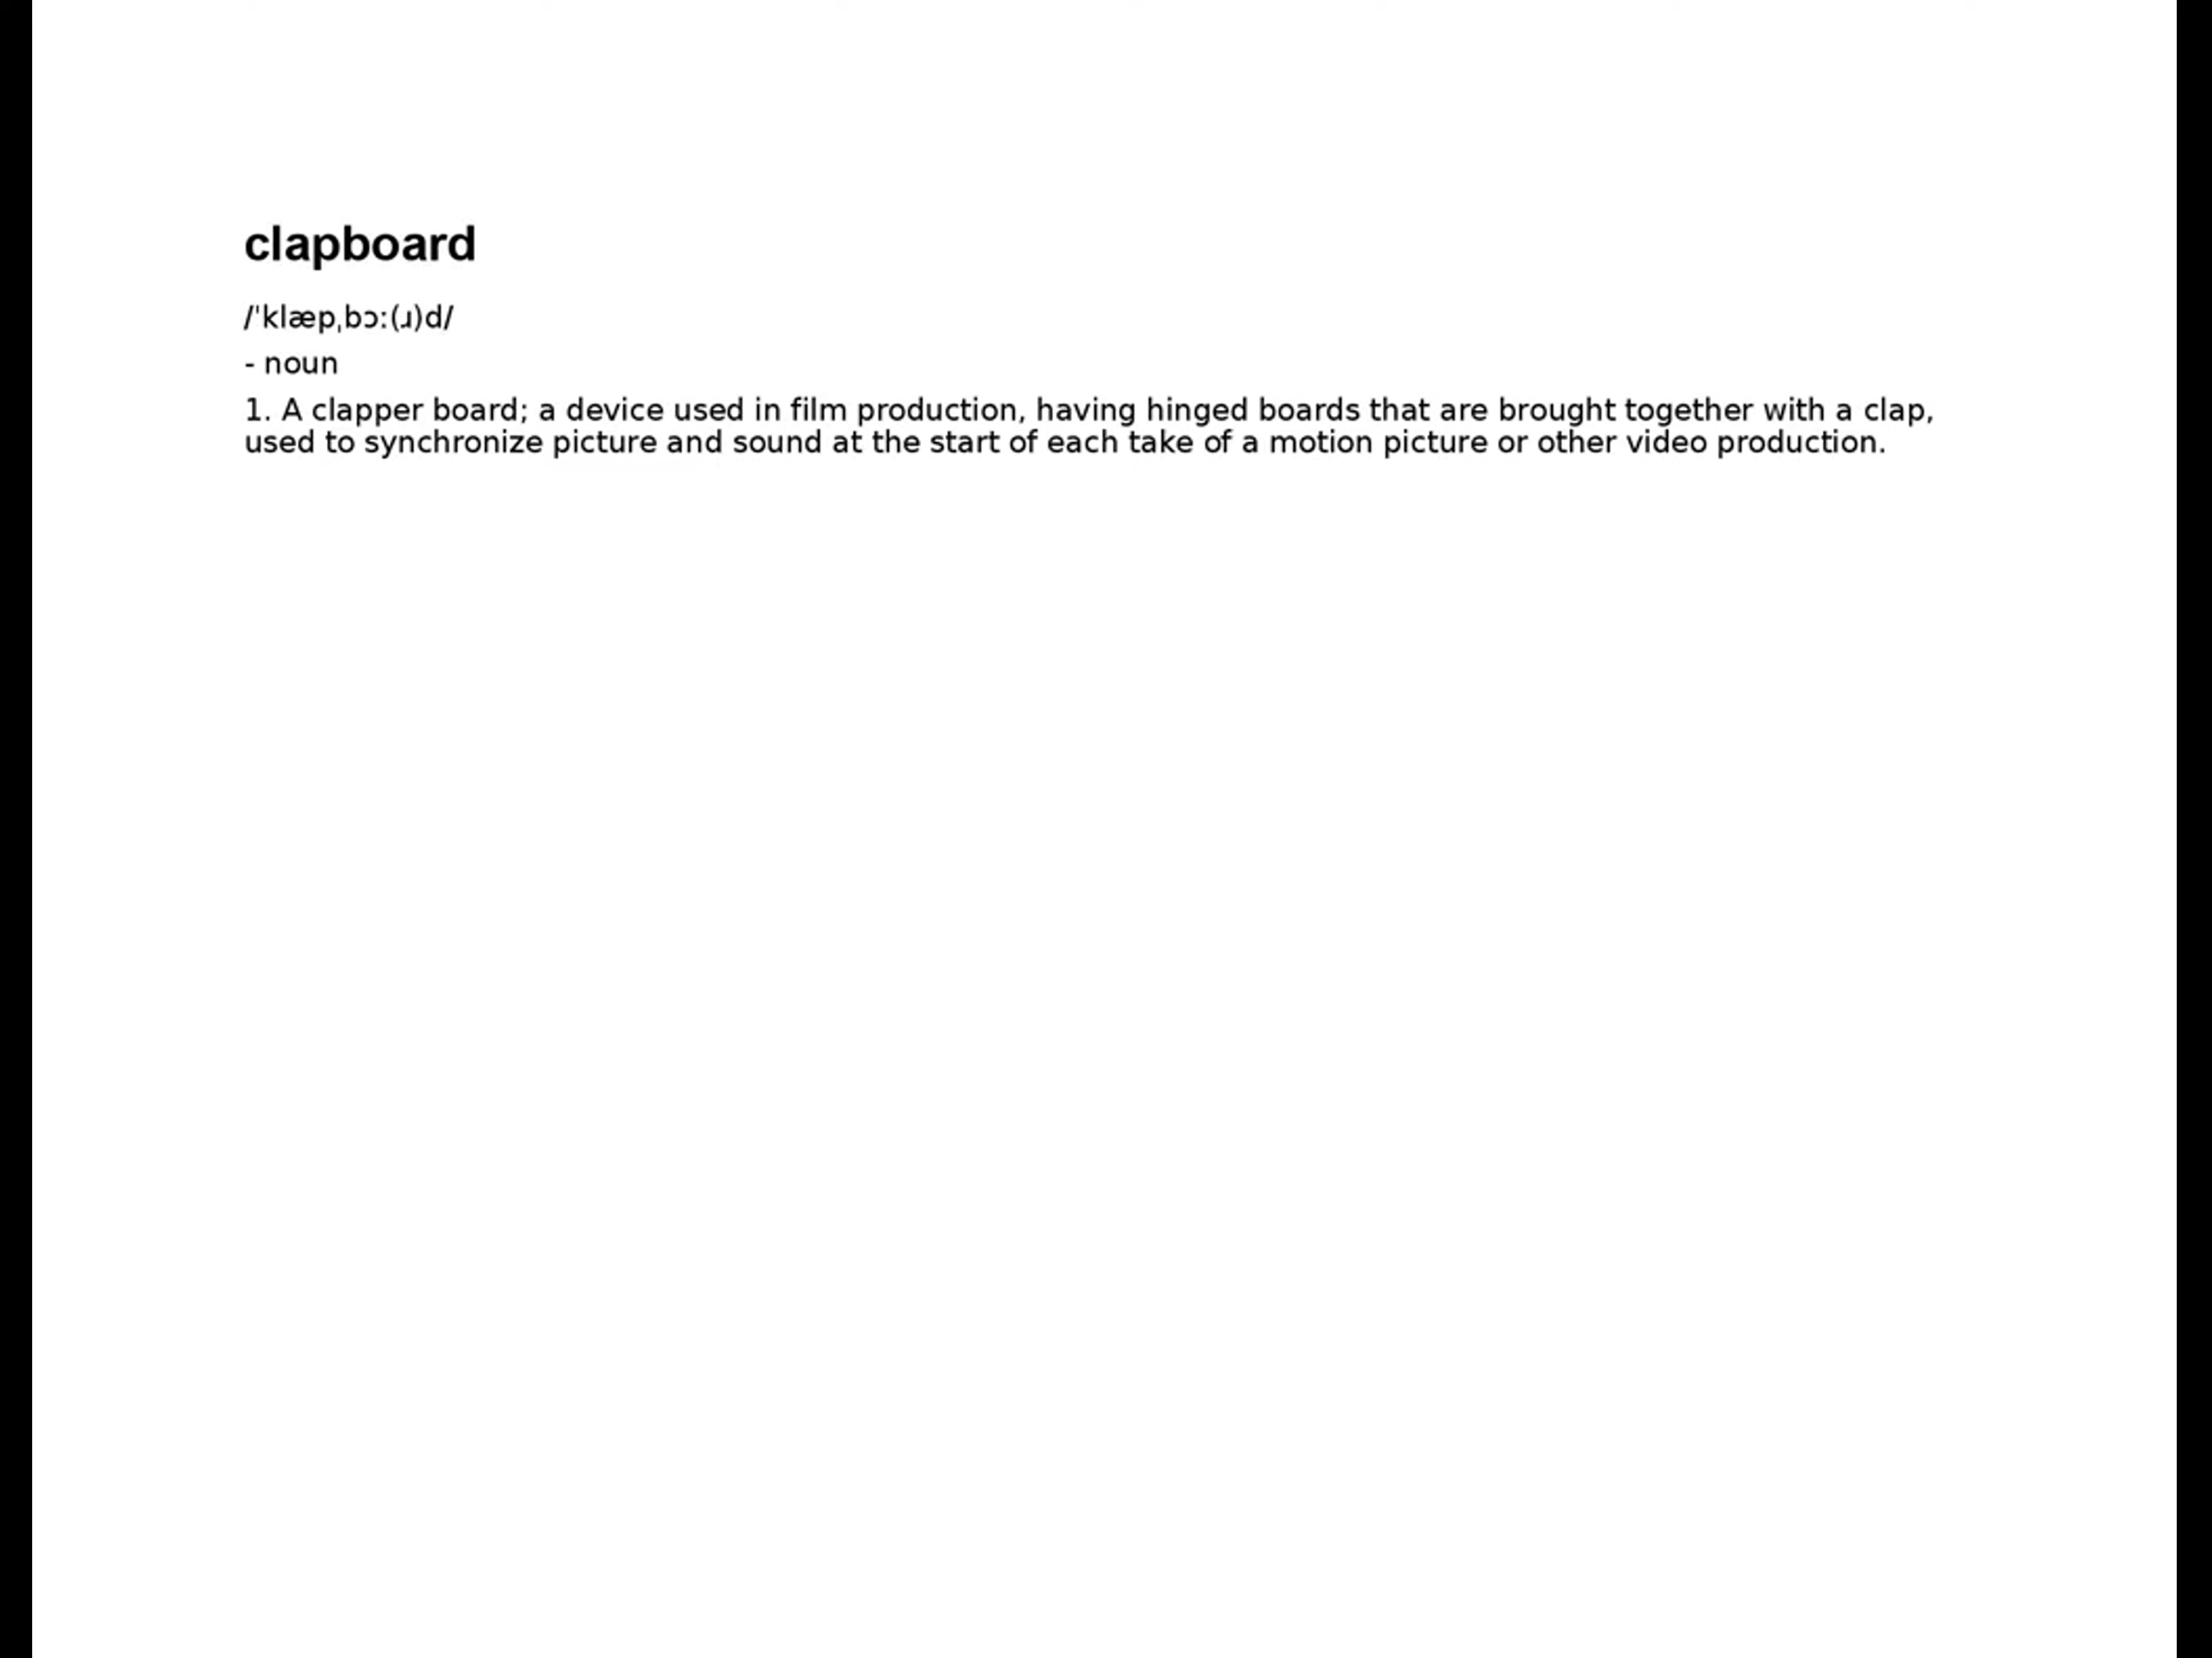 clapboard
/ˈklæpˌbɔː(ɹ)d/
- noun
1. A clapper board; a device used in film production, having hinged boards that are brought together with a clap,
used to synchronize picture and sound at the start of each take of a motion picture or other video production.